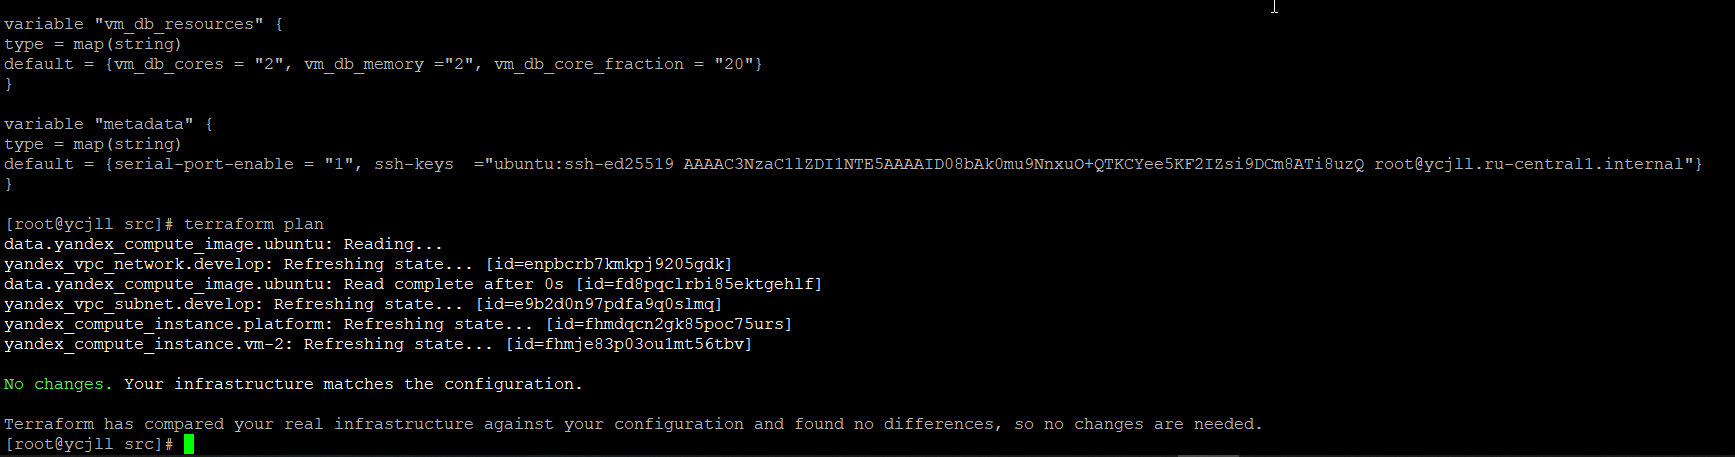 variable "vm_db_resources" {
type = map(string)
default = {vm_db_cores = "2", vm_db_memory ="2", vm_db_core_fraction = "20"}
}
variable "metadata" {
type = map(string)
default = {serial-port-enable = "1", ssh-keys  ="ubuntu:ssh-ed25519 AAAAC3NzaC1lZDI1NTE5AAAAID08bAk0mu9NnxuO+QTKCYee5KF2IZsi9DCm8ATi8uzQ root@ycjll.ru-central1.internal"}
}
[root@ycjll src]# terraform plan
data.yandex_compute_image.ubuntu: Reading...
yandex_vpc_network.develop: Refreshing state... [id=enpbcrb7kmkpj9205gdk]
data.yandex_compute_image.ubuntu: Read complete after 0s [id=fd8pqclrbi85ektgehlf]
yandex_vpc_subnet.develop: Refreshing state... [id=e9b2d0n97pdfa9q0slmq]
yandex_compute_instance.platform: Refreshing state... [id=fhmdqcn2gk85poc75urs]
yandex_compute_instance.vm-2: Refreshing state... [id=fhmje83p03ou1mt56tbv]
No changes. Your infrastructure matches the configuration.
Terraform has compared your real infrastructure against your configuration and found no differences, so no changes are needed.
[root@ycjll src]#